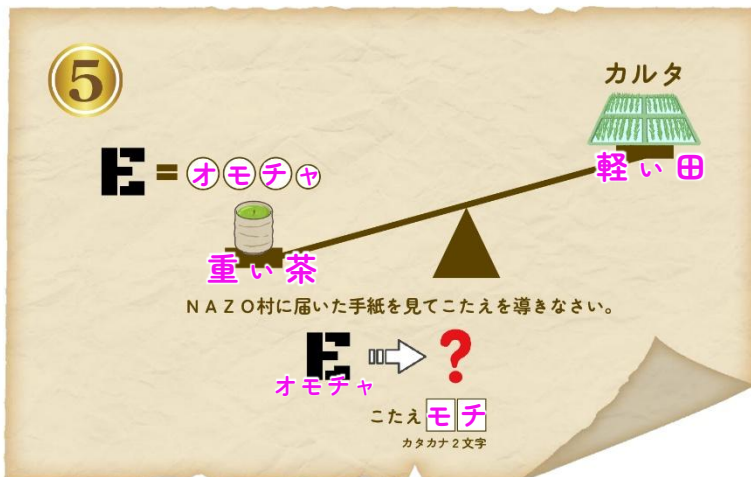 5
カルタ
E=オモチャ
軽い田
重い茶
NAZO村に届いた手紙を見てこたえを導きなさい。
E ⇨ ?
オモチャ
こたえ モチ
カタカナ2文字